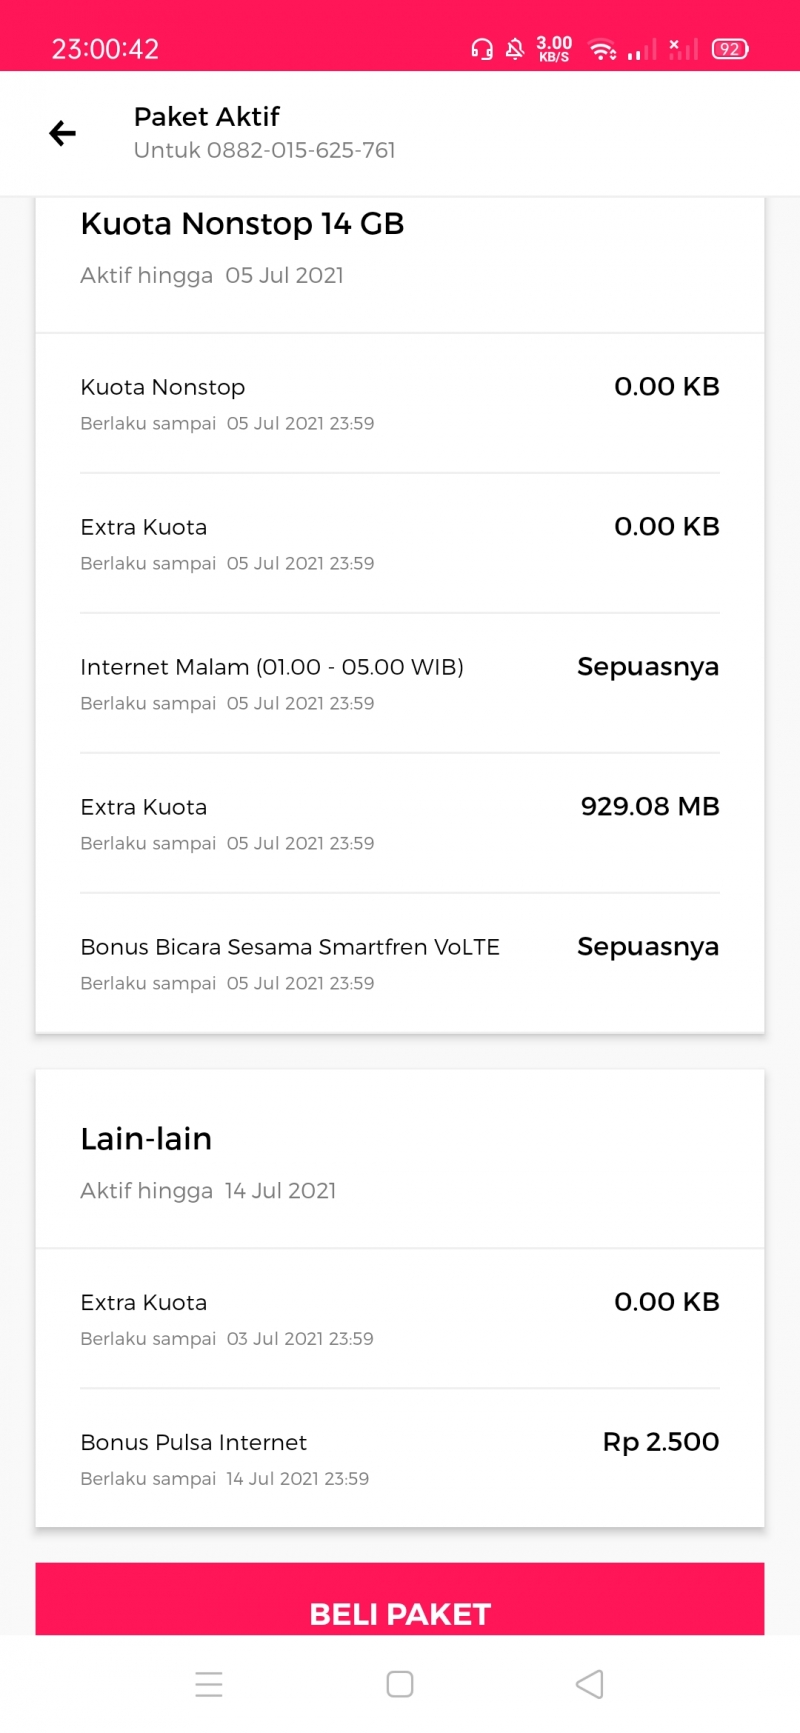 23:00:42
3.00
KB/S
92
Paket Aktif
Untuk 0882-015-625-761
Kuota Nonstop 14 GB
Aktif hingga 05 Jul 2021
Kuota Nonstop 0.00 KB
Berlaku sampai 05 Jul 2021 23:59
Extra Kuota 0.00 KB
Berlaku sampai 05 Jul 2021 23:59
Internet Malam (01.00 - 05.00 WIB) Sepuasnya
Berlaku sampai 05 Jul 2021 23:59
Extra Kuota 929.08 MB
Berlaku sampai 05 Jul 2021 23:59
Bonus Bicara Sesama Smartfren VoLTE Sepuasnya
Berlaku sampai 05 Jul 2021 23:59
Lain-lain
Aktif hingga 14 Jul 2021
Extra Kuota 0.00 KB
Berlaku sampai 03 Jul 2021 23:59
Bonus Pulsa Internet Rp 2.500
Berlaku sampai 14 Jul 2021 23:59
BELI PAKET